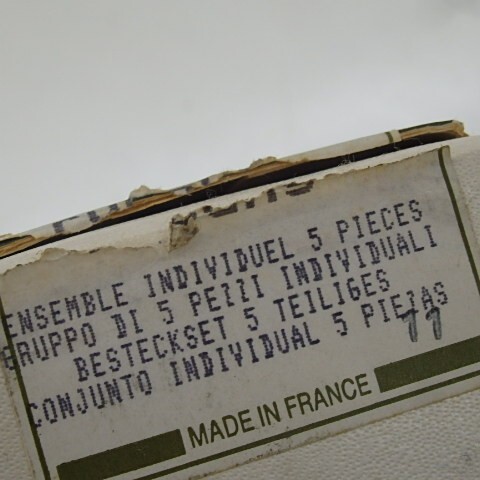 ENSEMBLE INDIVIDUEL 5 PIECES
GRUPPO DI 5 PEZZI INDIVIDUALI
BESTECKSET 5 TEILIGES
CONJUNTO INDIVIDUAL 5 PIEZAS
11
MADE IN FRANCE